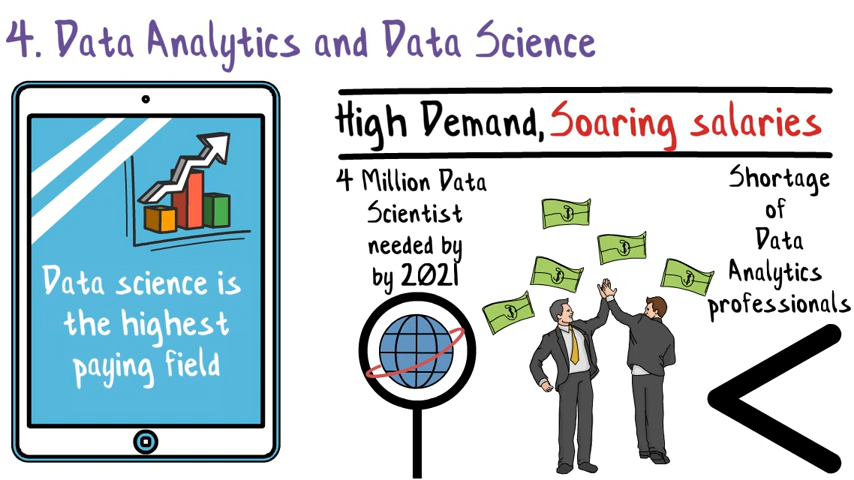 4. Data Analytics and Data Science
High Demand, Soaring salaries
4 Million Data
Scientist
needed by
by 2021
Shortage
of
Data
Analytics
professionals
Data science is
the highest
paying field